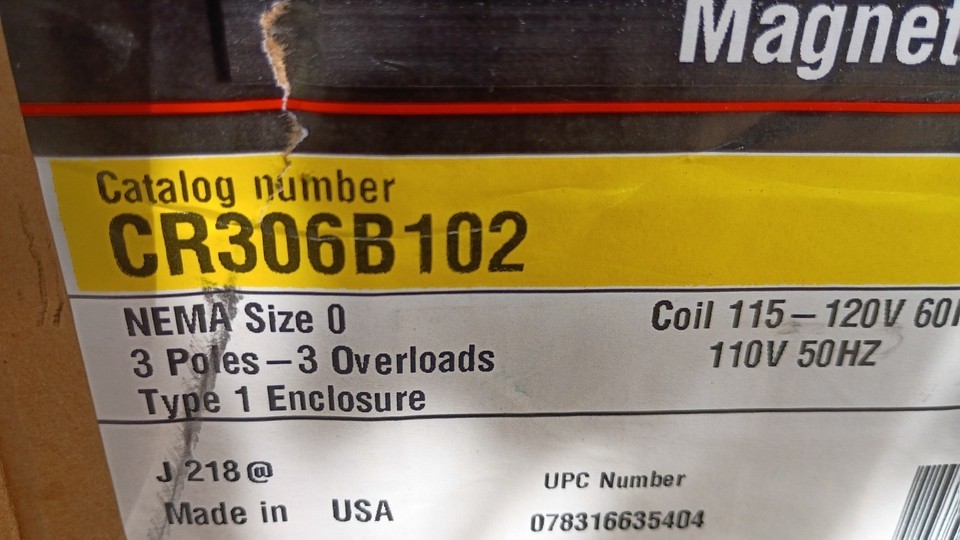 Magnet
Catalog number
CR306B102
NEMA Size 0
3 Poles–3 Overloads
Type 1 Enclosure
Coil 115–120V 60H
110V 50HZ
J 218@
Made in USA
UPC Number
078316635404